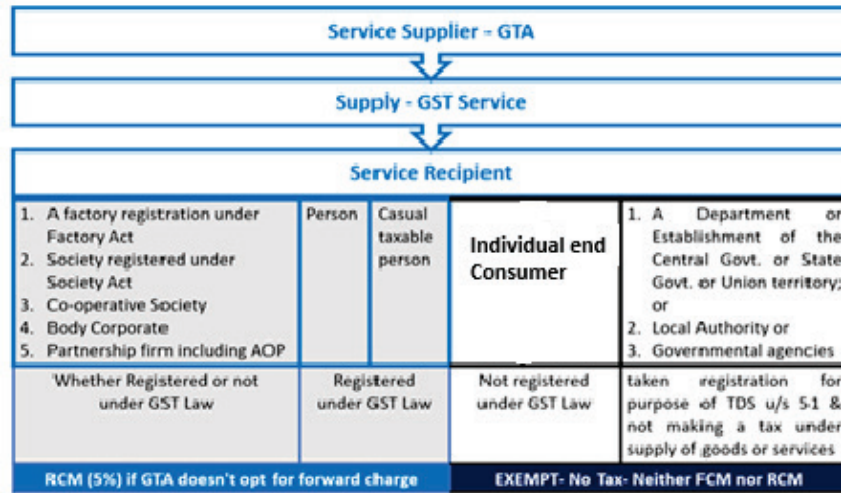 Service Supplier - GTA
Supply - GST Service
Service Recipient
1. A factory registration under
Factory Act
2. Society registered under
Society Act
3. Co-operative Society
4. Body Corporate
5. Partnership firm including AOP
Person
Casual
taxable
person
Individual end
Consumer
1. A Department or
Establishment of the
Central Govt. or State
Govt. or Union territory;
or
2. Local Authority or
3. Governmental agencies
Whether Registered or not
under GST Law
Registered
under GST Law
Not registered
under GST Law
taken registration for
purpose of TDS u/s 51 &
not making a tax under
supply of goods or services
RCM (5%) if GTA doesn't opt for forward charge
EXEMPT- No Tax- Neither FCM nor RCM